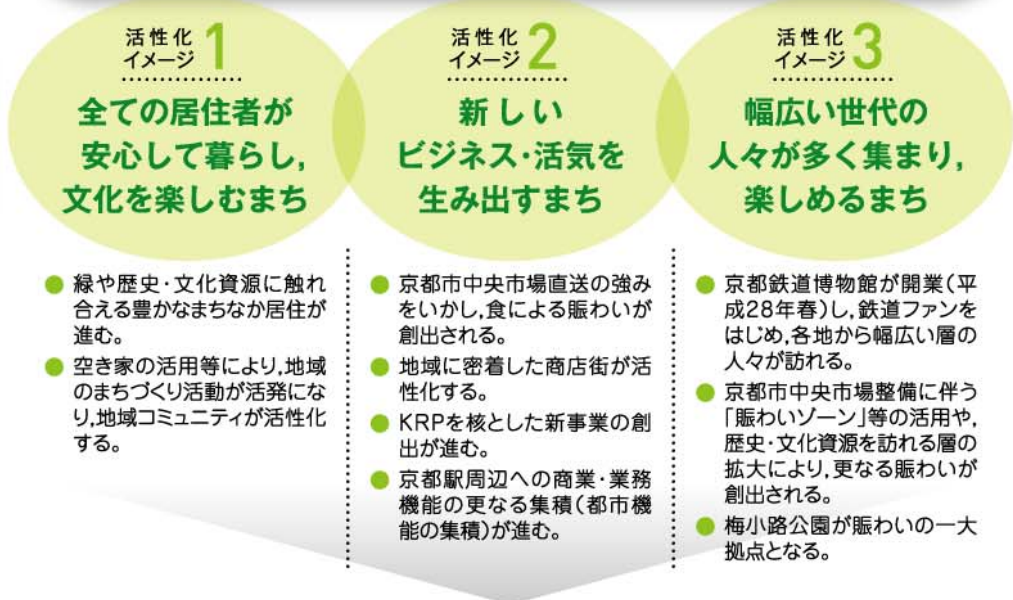 活性化
イメージ 1
全ての居住者が
安心して暮らし,
文化を楽しむまち
● 緑や歴史・文化資源に触れ
合える豊かなまちなか居住が
進む。
● 空き家の活用等により,地域
のまちづくり活動が活発にな
り,地域コミュニティが活性化
する。
活性化
イメージ 2
新しい
ビジネス・活気を
生み出すまち
● 京都市中央市場直送の強み
をいかし,食による賑わいが
創出される。
● 地域に密着した商店街が活
性化する。
● KRPを核とした新事業の創
出が進む。
● 京都駅周辺への商業・業務
機能の更なる集積(都市機
能の集積)が進む。
活性化
イメージ 3
幅広い世代の
人々が多く集まり,
楽しめるまち
● 京都鉄道博物館が開業(平
成28年春)し,鉄道ファンを
はじめ,各地から幅広い層の
人々が訪れる。
● 京都市中央市場整備に伴う
「賑わいゾーン」等の活用や,
歴史・文化資源を訪れる層の
拡大により,更なる賑わいが
創出される。
● 梅小路公園が賑わいの一大
拠点となる。